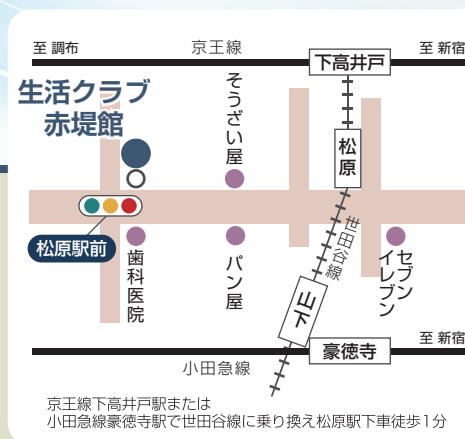 至 調布
京王線
下高井戸
至 新宿
生活クラブ
赤堤館
そうざい屋
松原
松原駅前
歯科医院
パン屋
世田谷線
セブン
イレブン
山下
小田急線
豪徳寺
至 新宿
京王線下高井戸駅または
小田急線豪徳寺駅で世田谷線に乗り換え松原駅下車徒歩1分